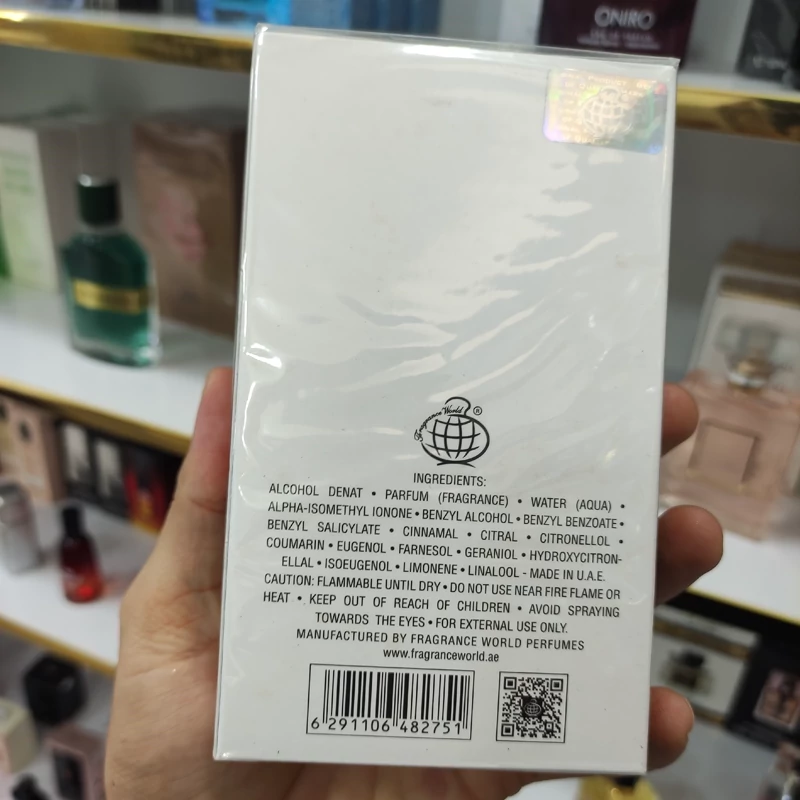 ONIRO
Fragrance World ®
INGREDIENTS:
ALCOHOL DENAT • PARFUM (FRAGRANCE) • WATER (AQUA) •
ALPHA-ISOMETHYL IONONE • BENZYL ALCOHOL • BENZYL BENZOATE •
BENZYL SALICYLATE • CINNAMAL • CITRAL • CITRONELLOL •
COUMARIN • EUGENOL • FARNESOL • GERANIOL • HYDROXYCITRON-
ELLAL • ISOEUGENOL • LIMONENE • LINALOOL - MADE IN U.A.E.
CAUTION: FLAMMABLE UNTIL DRY • DO NOT USE NEAR FIRE FLAME OR
HEAT • KEEP OUT OF REACH OF CHILDREN • AVOID SPRAYING
TOWARDS THE EYES • FOR EXTERNAL USE ONLY.
MANUFACTURED BY FRAGRANCE WORLD PERFUMES
www.fragranceworld.ae
6 291106 482751